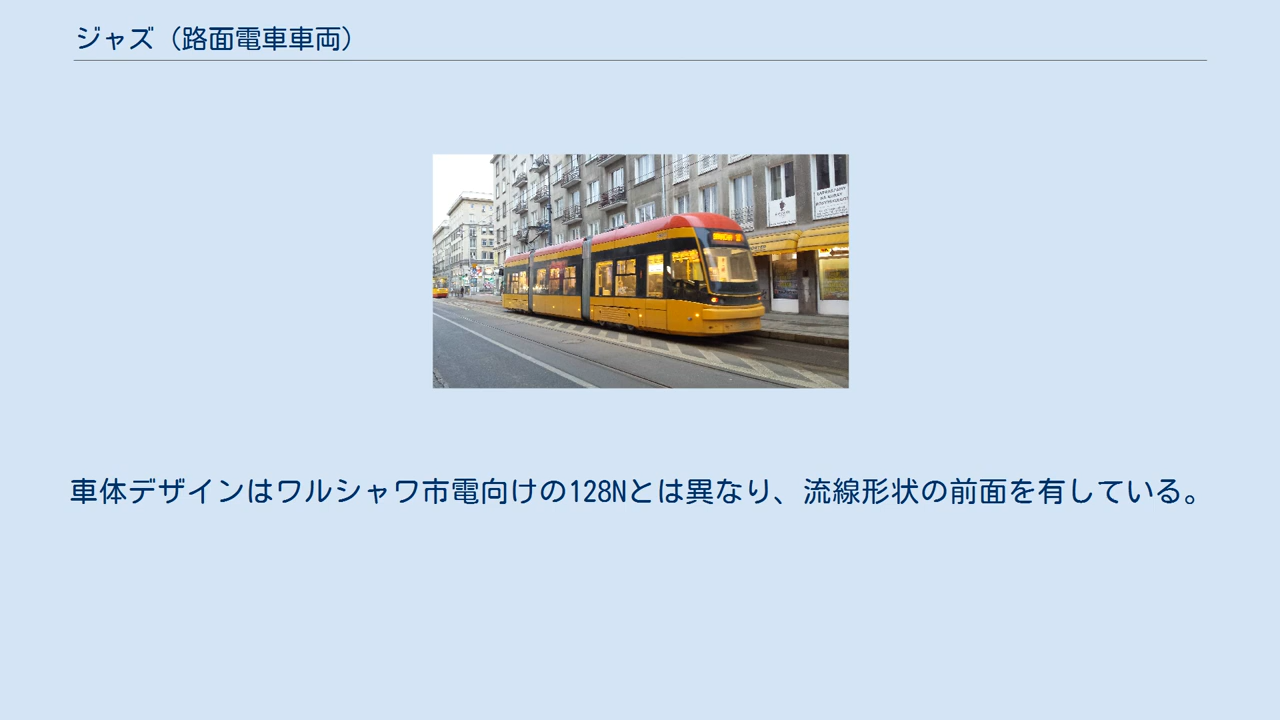 ジャズ（路面電車車両）
車体デザインはワルシャワ市電向けの128Nとは異なり、流線形状の前面を有している。